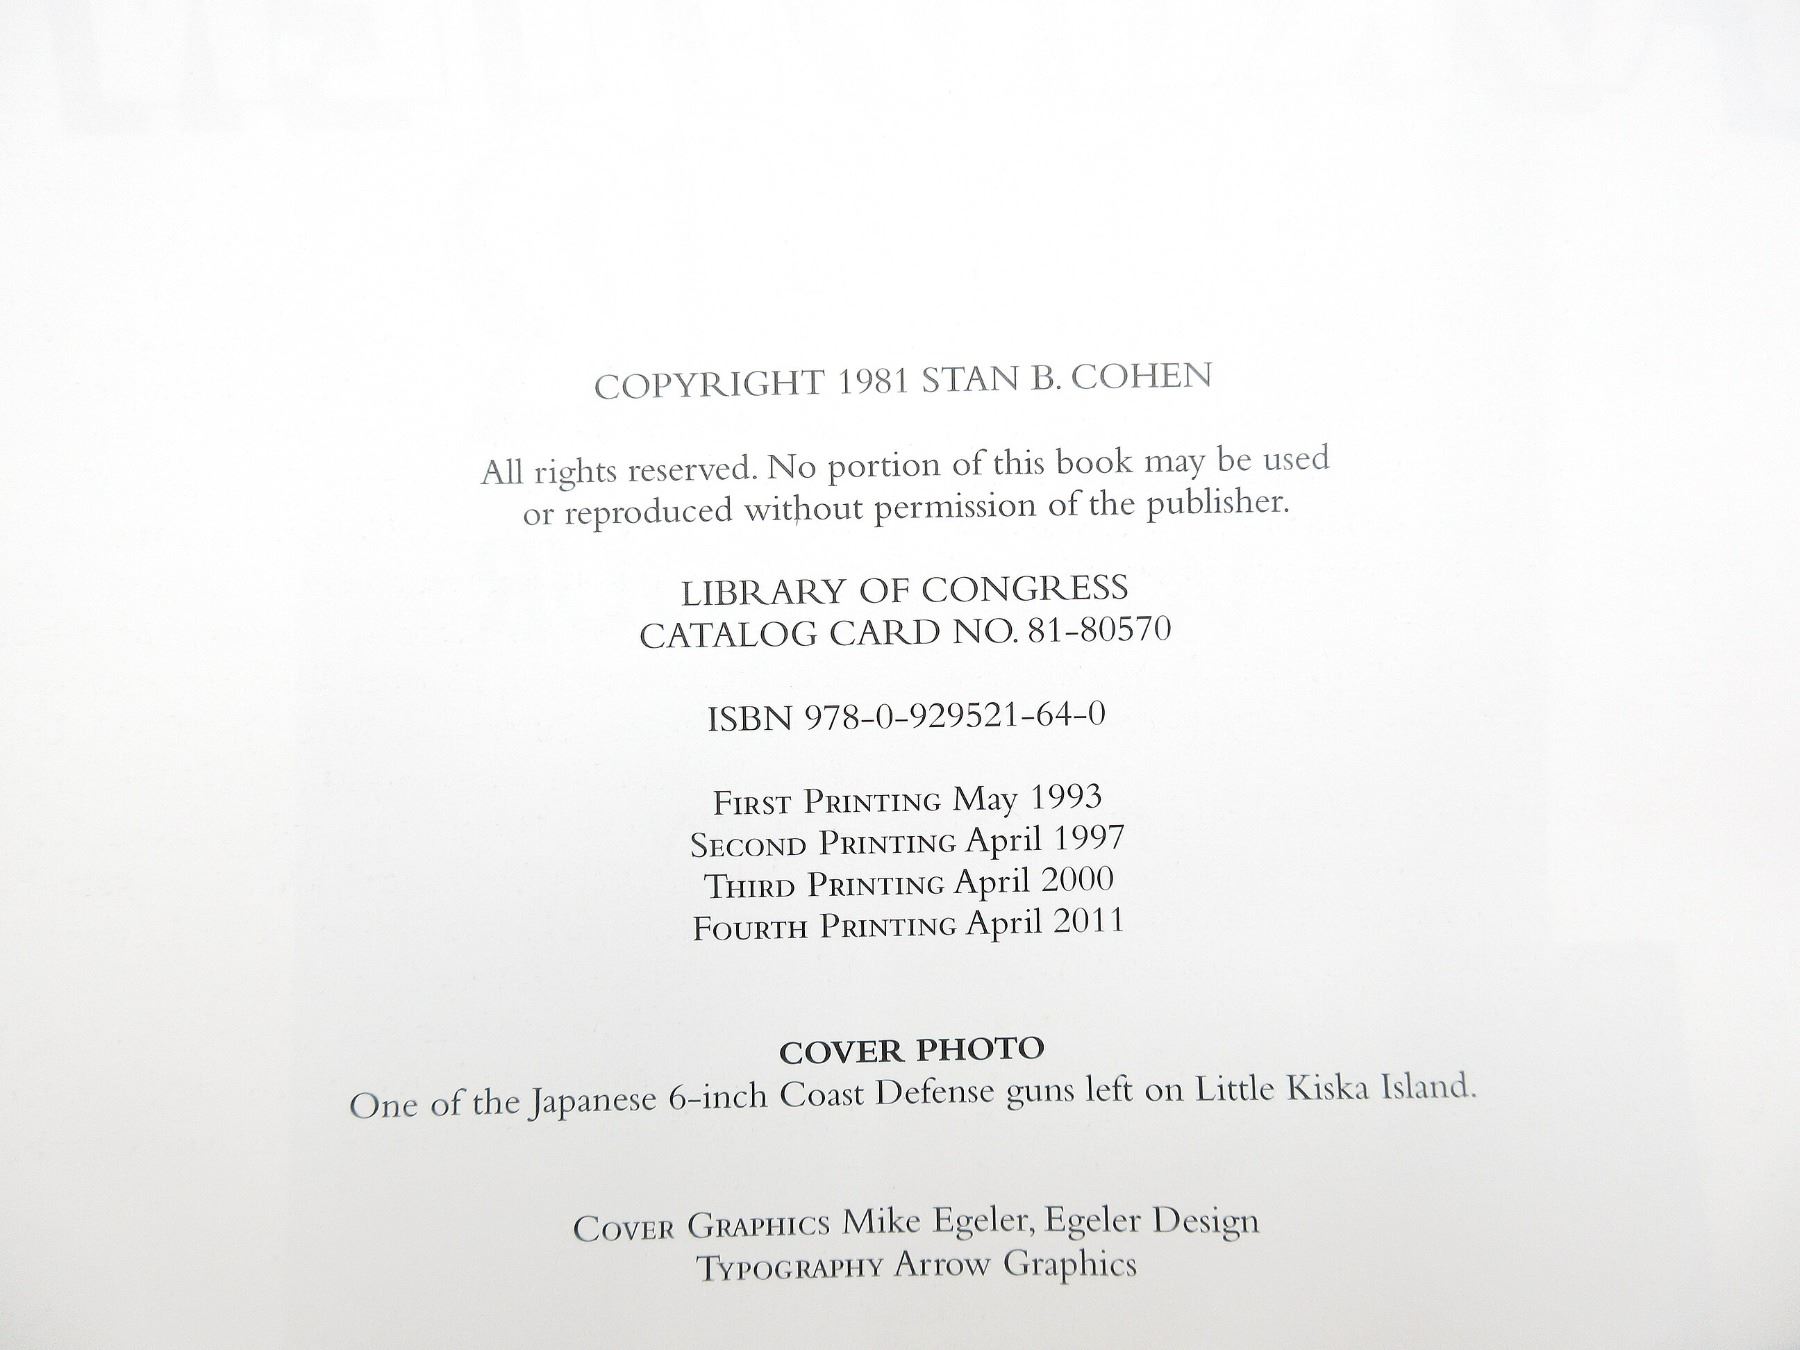 COPYRIGHT 1981 STAN B. COHEN
All rights reserved. No portion of this book may be used
or reproduced without permission of the publisher.
LIBRARY OF CONGRESS
CATALOG CARD NO. 81-80570
ISBN 978-0-929521-64-0
FIRST PRINTING May 1993
SECOND PRINTING April 1997
THIRD PRINTING April 2000
FOURTH PRINTING April 2011
COVER PHOTO
One of the Japanese 6-inch Coast Defense guns left on Little Kiska Island.
COVER GRAPHICS Mike Egeler, Egeler Design
TYPOGRAPHY Arrow Graphics